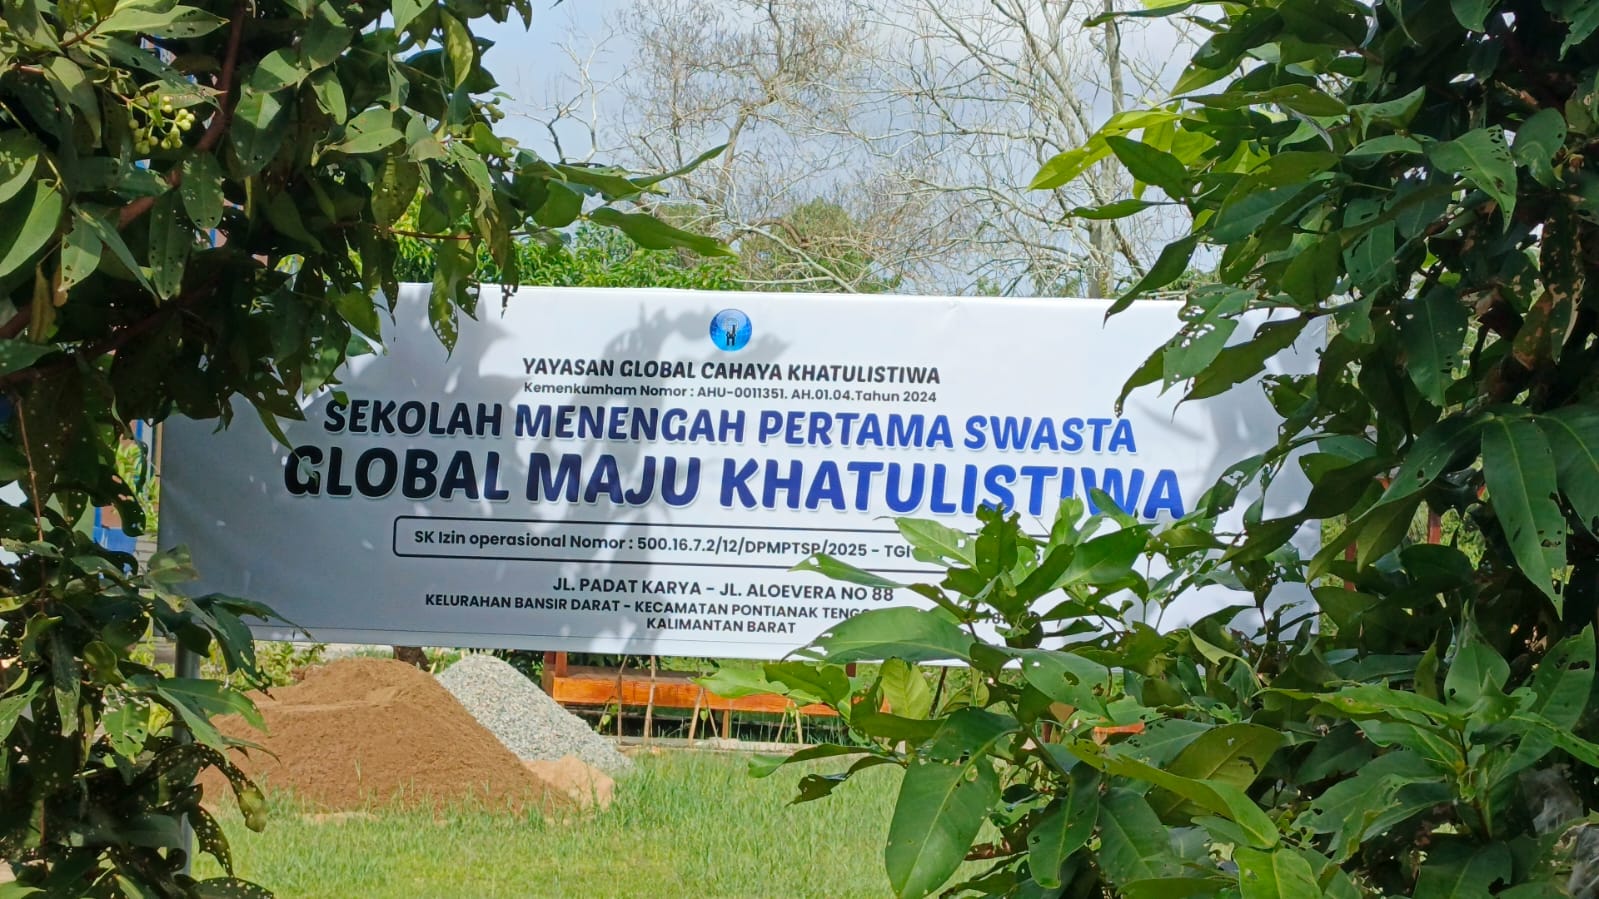 YAYASAN GLOBAL CAHAYA KHATULISTIWA
Kemenkumham Nomor : AHU-0011351. AH.01.04.Tahun 2024
SEKOLAH MENENGAH PERTAMA SWASTA
GLOBAL MAJU KHATULISTIWA
SK Izin operasional Nomor : 500.16.7.2/12/DPMPTSP/2025 -
JL. PADAT KARYA - JL. ALOEVERA NO 88
KELURAHAN BANSIR DARAT - KECAMATAN PONTIANAK
KALIMANTAN BARAT